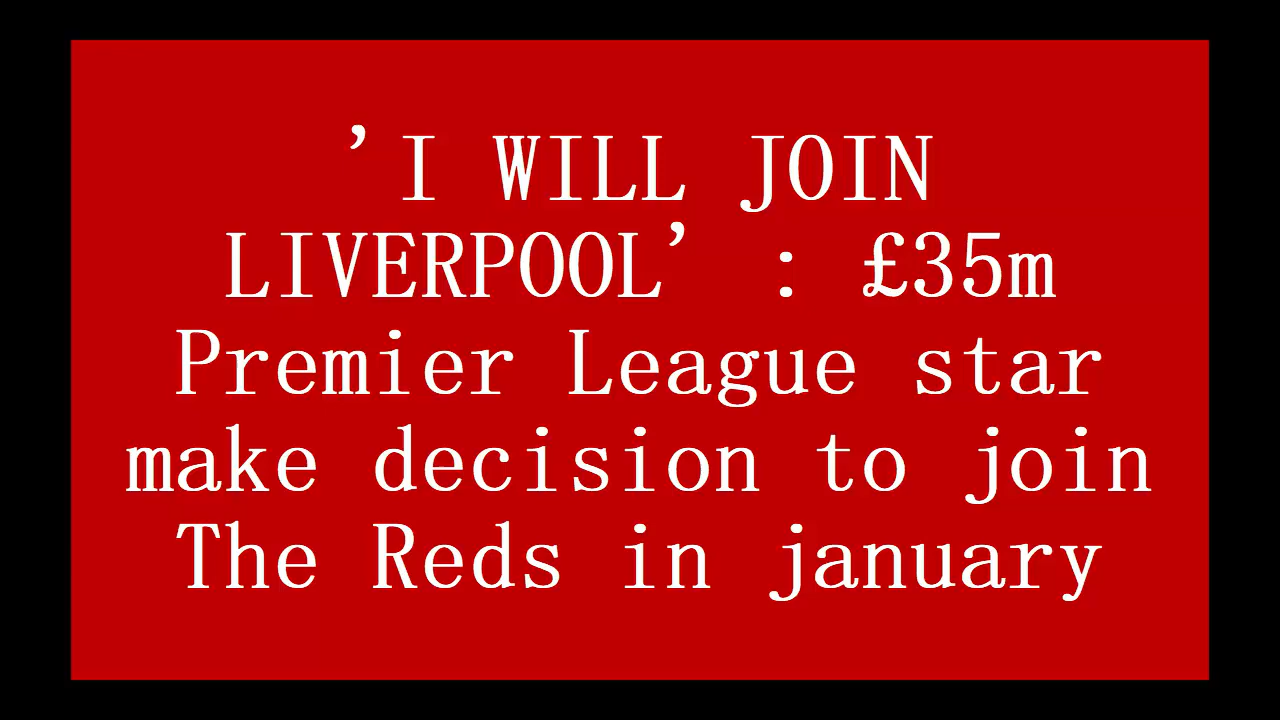 ’I WILL JOIN
LIVERPOOL’ : £35m
Premier League star
make decision to join
The Reds in january